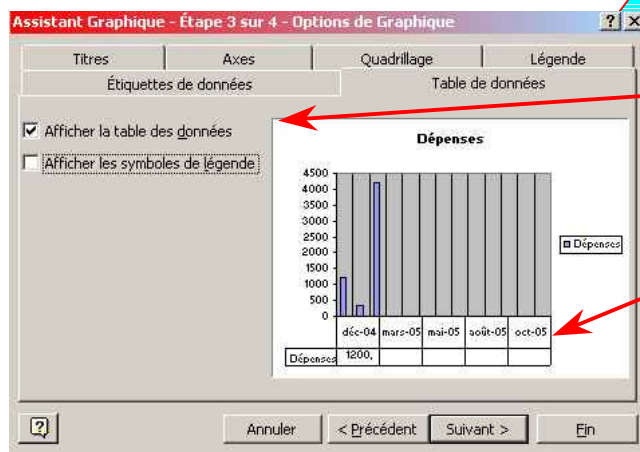 Assistant Graphique - Étape 3 sur 4 - Options de Graphique
Titres Axes Quadrillage Légende
Étiquettes de données Table de données
Afficher la table des données
Afficher les symboles de légende
Dépenses
4500
4000
3500
3000
2500
2000
1500
1000
500
0
Dépenses
déc-04 mars-05 mai-05 août-05 oct-05
Dépenses 1200,
Annuler < Précédent Suivant > Fin